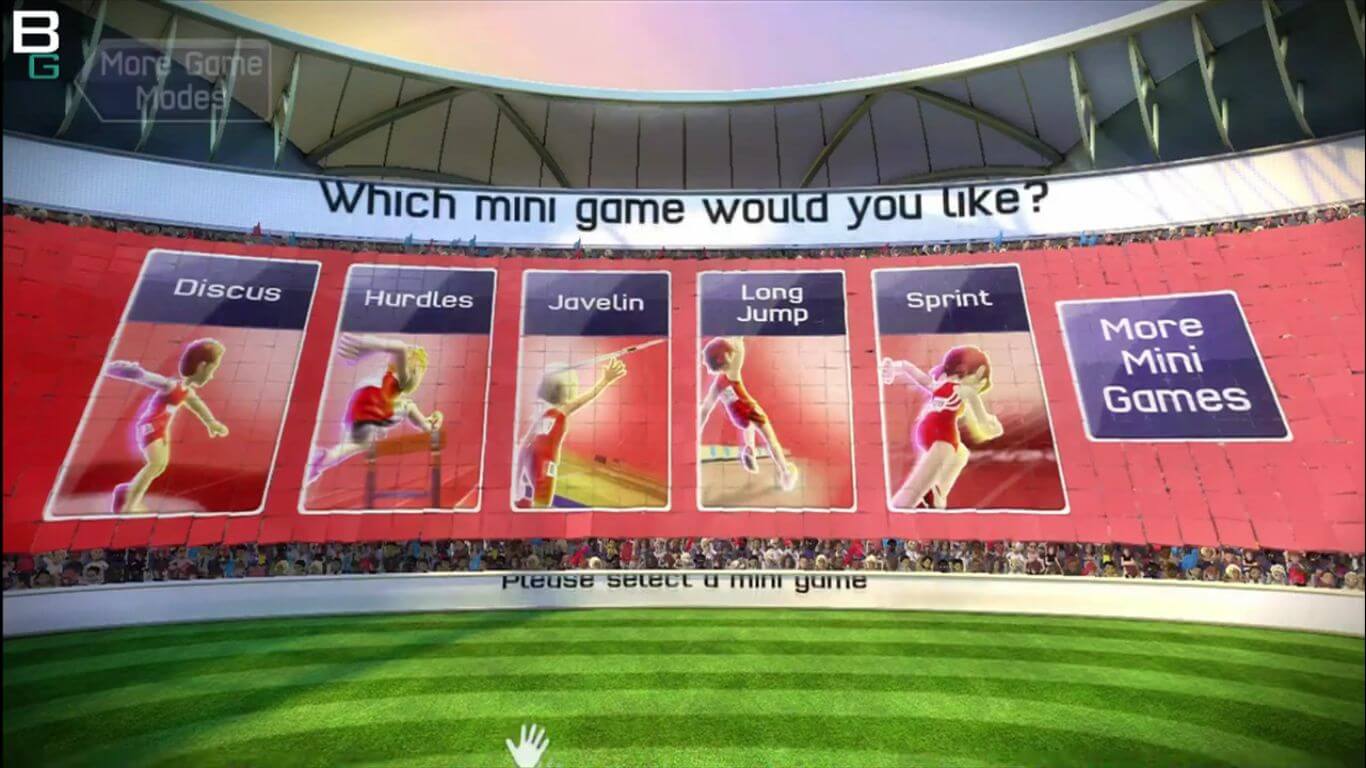 B
G
More Game
Modes
Which mini game would you like?
Discus
Hurdles
Javelin
Long
Jump
Sprint
More
Mini
Games
Please select a mini game